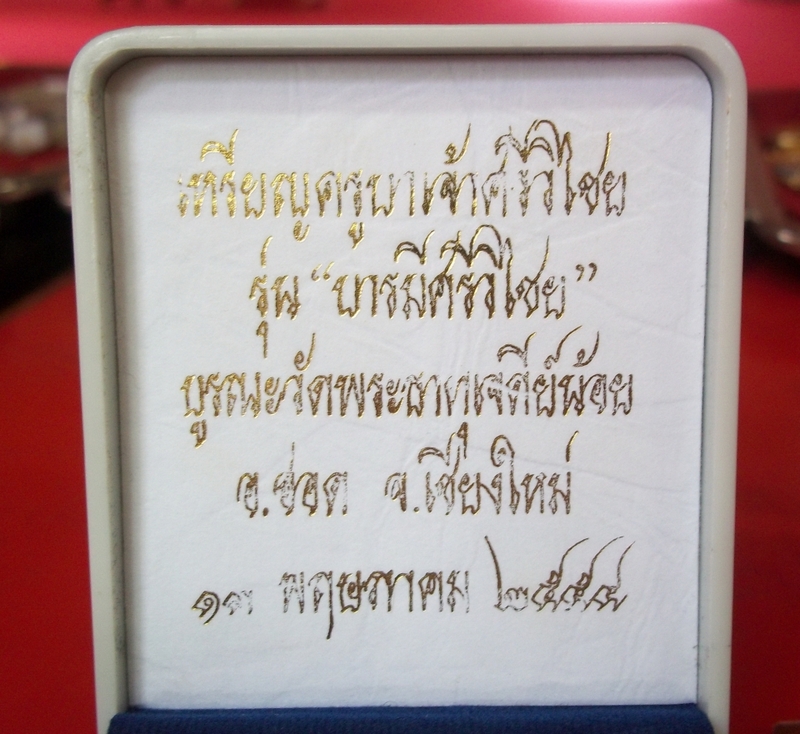 เหรียญครูบาเจ้าศรีวิไชย
รุ่น “บารมีศรีวิไชย”
บูรณะวัดพระธาตุเจดีย์น้อย
อ.ฮอด จ.เชียงใหม่
๑๓ พฤษภาคม ๒๕๕๔